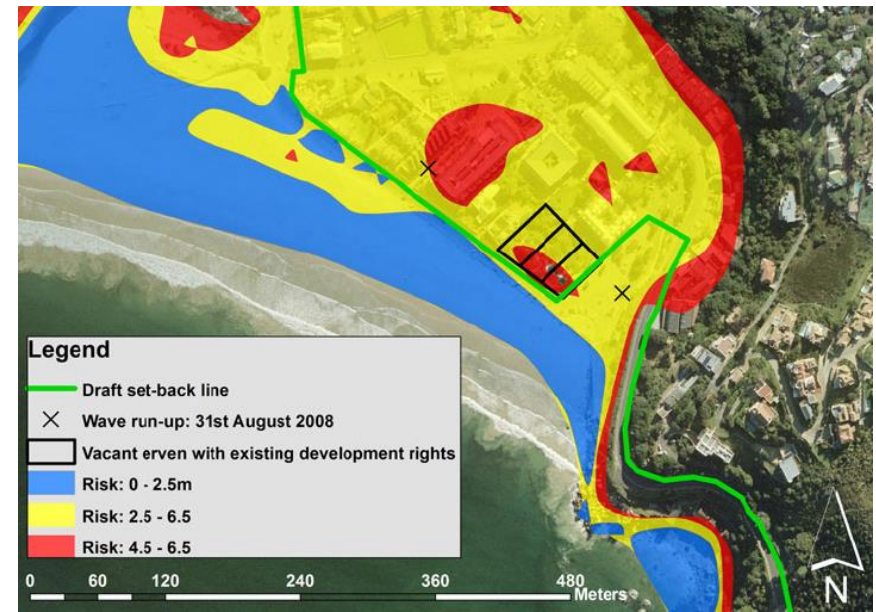 Legend
Draft set-back line
Wave run-up: 31st August 2008
Vacant erven with existing development rights
Risk: 0 - 2.5m
Risk: 2.5 - 6.5
Risk: 4.5 - 6.5
0 60 120 240 360 480
Meters
N